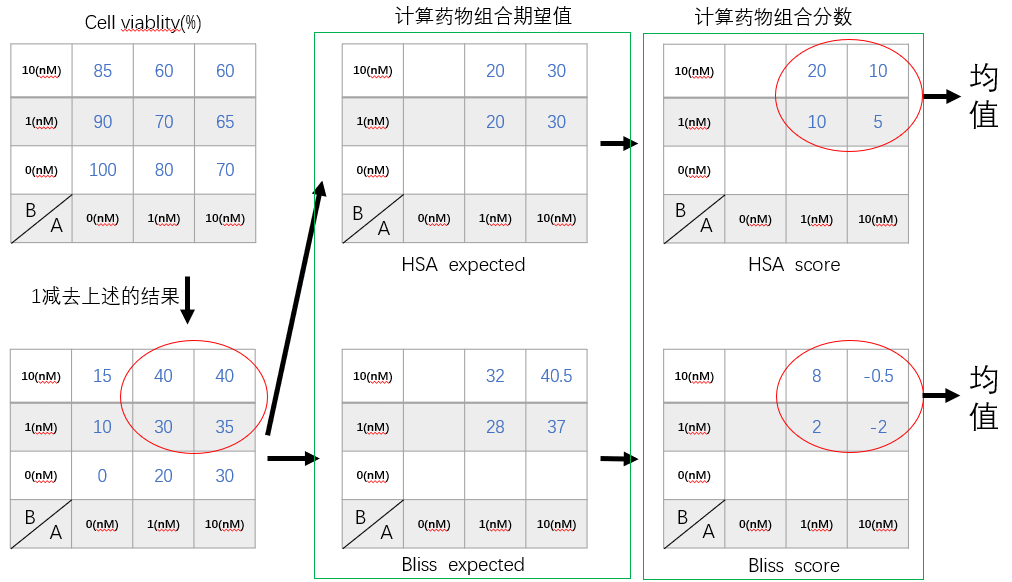 Cell viablity(%)
10(nM) 85 60 60
1(nM) 90 70 65
0(nM) 100 80 70
B A 0(nM) 1(nM) 10(nM)
1减去上述的结果
10(nM) 15 40 40
1(nM) 10 30 35
0(nM) 0 20 30
B A 0(nM) 1(nM) 10(nM)
计算药物组合期望值
10(nM) 20 30
1(nM) 20 30
0(nM)
B A 0(nM) 1(nM) 10(nM)
HSA expected
10(nM) 32 40.5
1(nM) 28 37
0(nM)
B A 0(nM) 1(nM) 10(nM)
Bliss expected
计算药物组合分数
10(nM) 20 10
1(nM) 10 5
0(nM)
B A 0(nM) 1(nM) 10(nM)
HSA score
均
值
10(nM) 8 -0.5
1(nM) 2 -2
0(nM)
B A 0(nM) 1(nM) 10(nM)
Bliss score
均
值